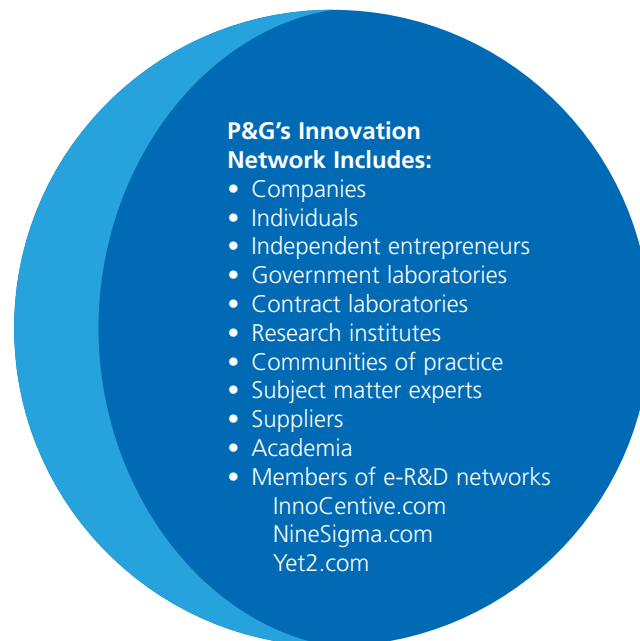 P&G’s Innovation
Network Includes:
• Companies
• Individuals
• Independent entrepreneurs
• Government laboratories
• Contract laboratories
• Research institutes
• Communities of practice
• Subject matter experts
• Suppliers
• Academia
• Members of e-R&D networks
InnoCentive.com
NineSigma.com
Yet2.com